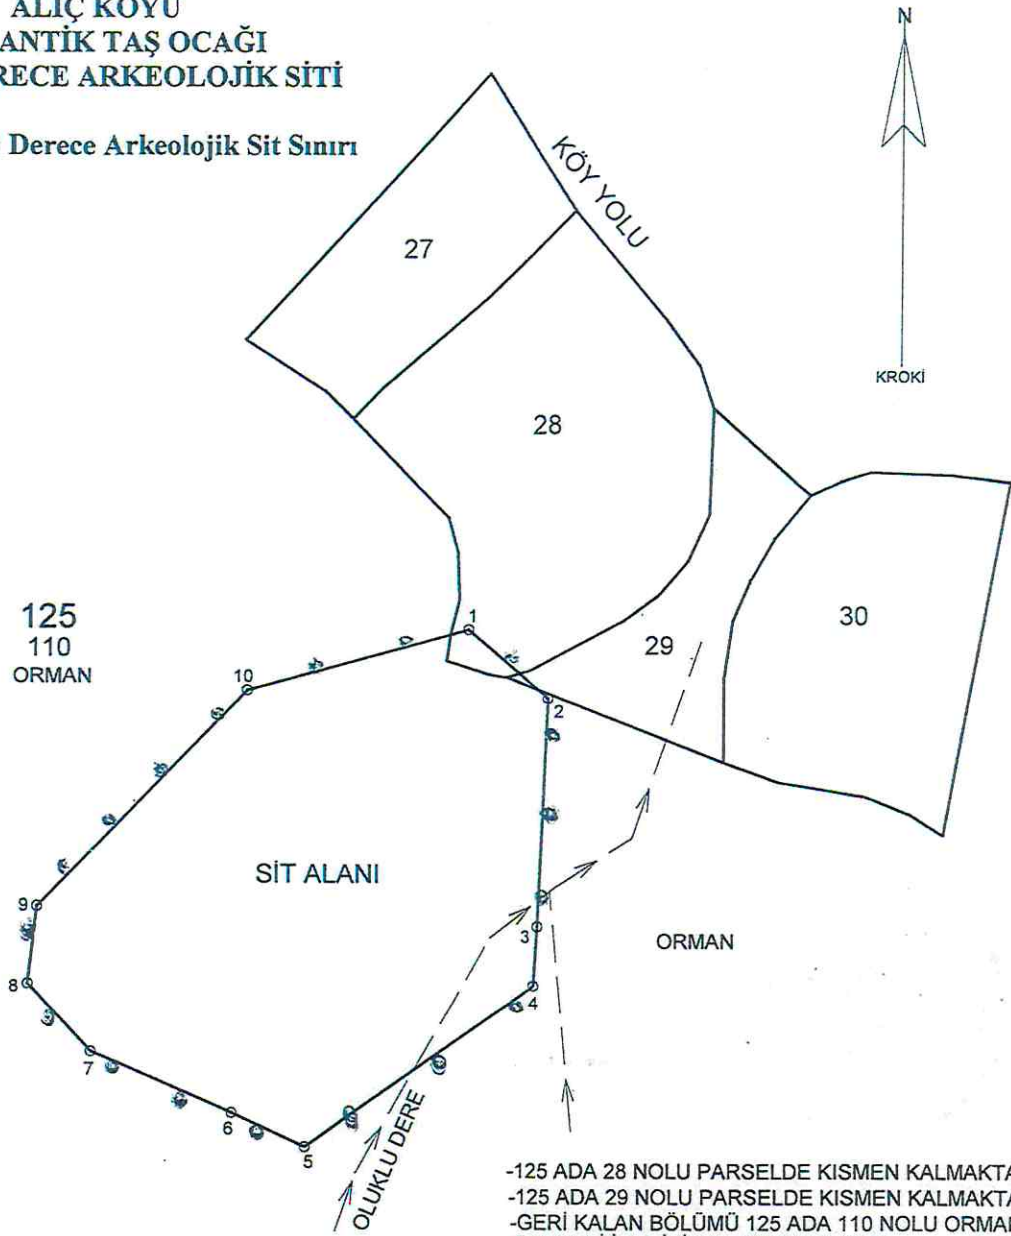 ALIÇ KÖYÜ
ANTİK TAŞ OCAĞI
RECE ARKEOLOJİK SİTİ
Derece Arkeolojik Sit Sınırı
N
KROKİ
KÖY YOLU
27
28
30
29
125
110
ORMAN
1
10
2
SİT ALANI
9
3
ORMAN
8
4
7
6
5
OLUKLU DERE
-125 ADA 28 NOLU PARSELDE KISMEN KALMAKTA
-125 ADA 29 NOLU PARSELDE KISMEN KALMAKTA
-GERİ KALAN BÖLÜMÜ 125 ADA 110 NOLU ORMAN